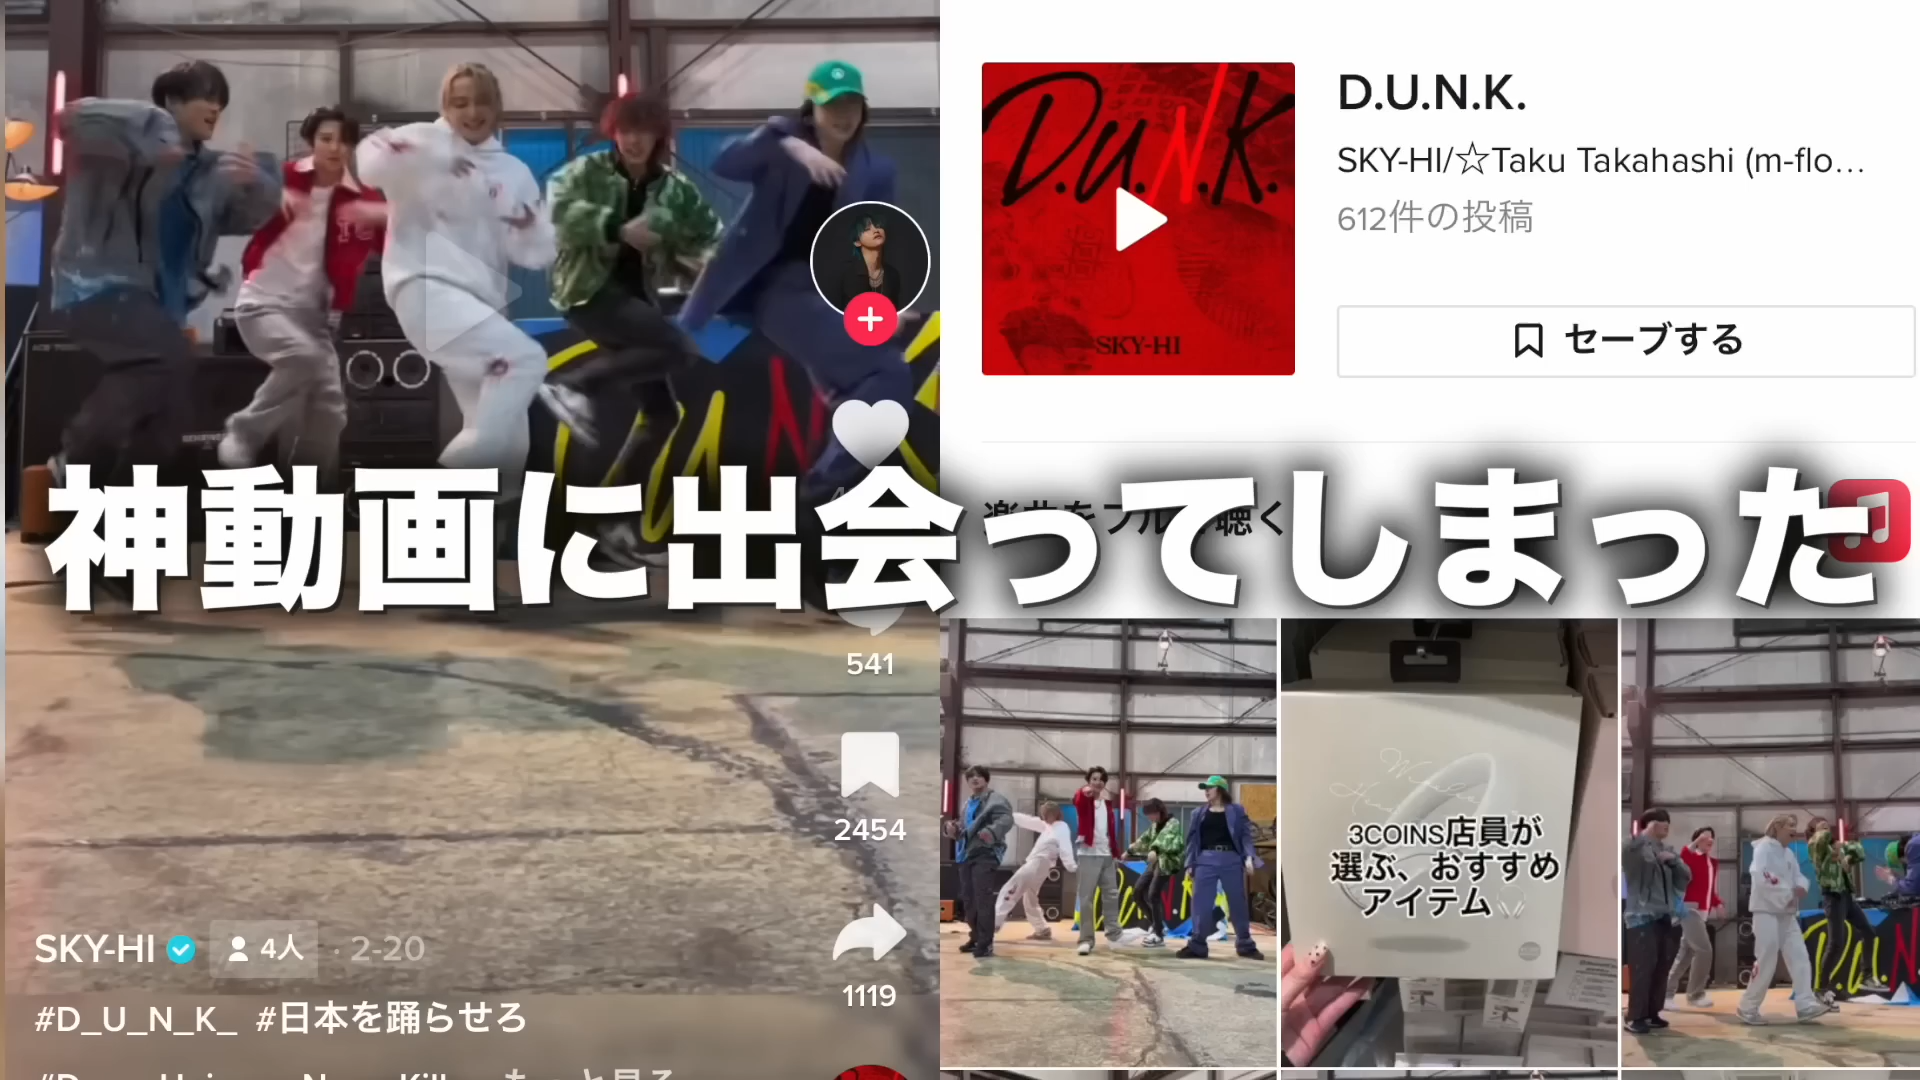 神動画に出会ってしまった
541
2454
1119
SKY-HI
4人
· 2-20
#D_U_N_K_ #日本を踊らせろ
D.U.N.K.
SKY-HI
D.U.N.K.
SKY-HI/☆Taku Takahashi (m-flo…
612件の投稿
セーブする
3COINS店員が
選ぶ、おすすめ
アイテム